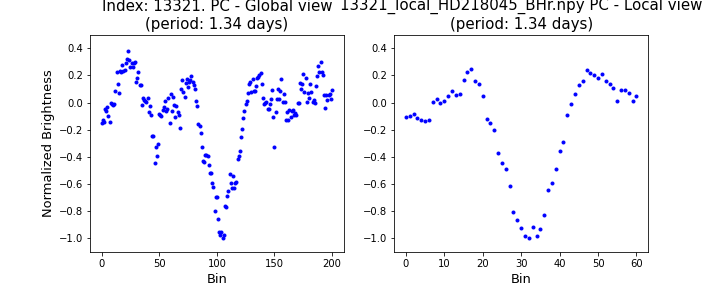 Index: 13321. PC - Global view
(period: 1.34 days)
13321_local_HD218045_BHr.npy PC - Local view
(period: 1.34 days)
Normalized Brightness
0.4
0.2
0.0
−0.2
−0.4
−0.6
−0.8
−1.0
0 50 100 150 200
Bin
0.4
0.2
0.0
−0.2
−0.4
−0.6
−0.8
−1.0
0 10 20 30 40 50 60
Bin